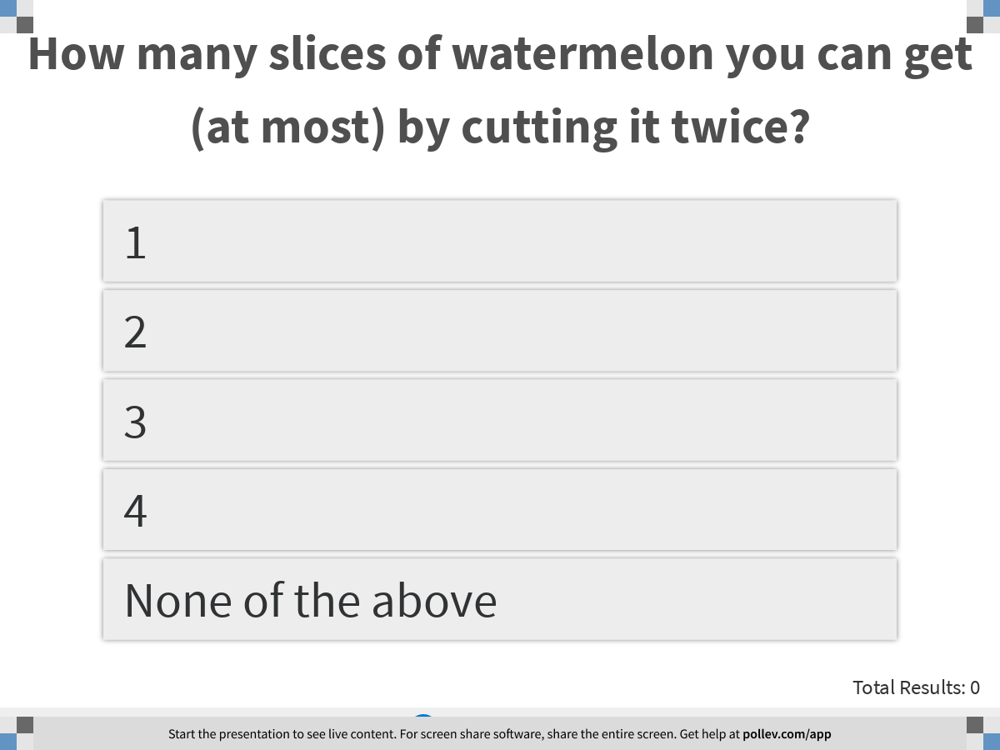 How many slices of watermelon you can get
(at most) by cutting it twice?
1
2
3
4
None of the above
Total Results: 0
Start the presentation to see live content. For screen share software, share the entire screen. Get help at pollev.com/app